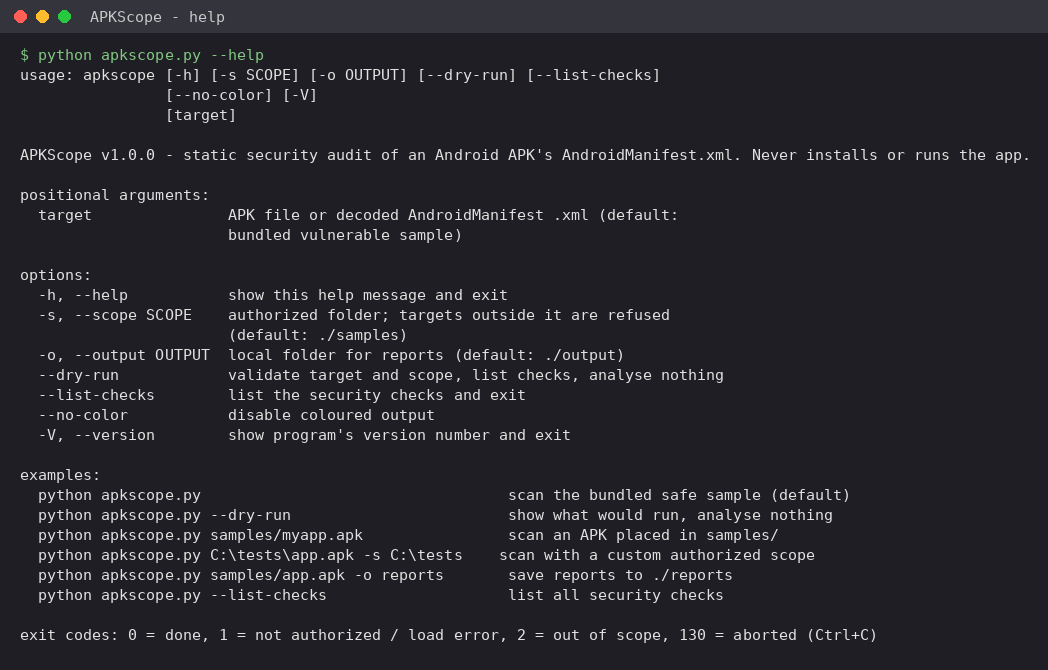 APKScope - help
$ python apkscope.py --help
usage: apkscope [-h] [-s SCOPE] [-o OUTPUT] [--dry-run] [--list-checks]
                [--no-color] [-V]
                [target]

APKScope v1.0.0 - static security audit of an Android APK's AndroidManifest.xml. Never installs or runs the app.

positional arguments:
  target               APK file or decoded AndroidManifest .xml (default:
                       bundled vulnerable sample)

options:
  -h, --help           show this help message and exit
  -s, --scope SCOPE    authorized folder; targets outside it are refused
                       (default: ./samples)
  -o, --output OUTPUT  local folder for reports (default: ./output)
  --dry-run            validate target and scope, list checks, analyse nothing
  --list-checks        list the security checks and exit
  --no-color           disable coloured output
  -V, --version        show program's version number and exit

examples:
  python apkscope.py                                  scan the bundled safe sample (default)
  python apkscope.py --dry-run                        show what would run, analyse nothing
  python apkscope.py samples/myapp.apk                scan an APK placed in samples/
  python apkscope.py C:\tests\app.apk -s C:\tests    scan with a custom authorized scope
  python apkscope.py samples/app.apk -o reports       save reports to ./reports
  python apkscope.py --list-checks                    list all security checks

exit codes: 0 = done, 1 = not authorized / load error, 2 = out of scope, 130 = aborted (Ctrl+C)